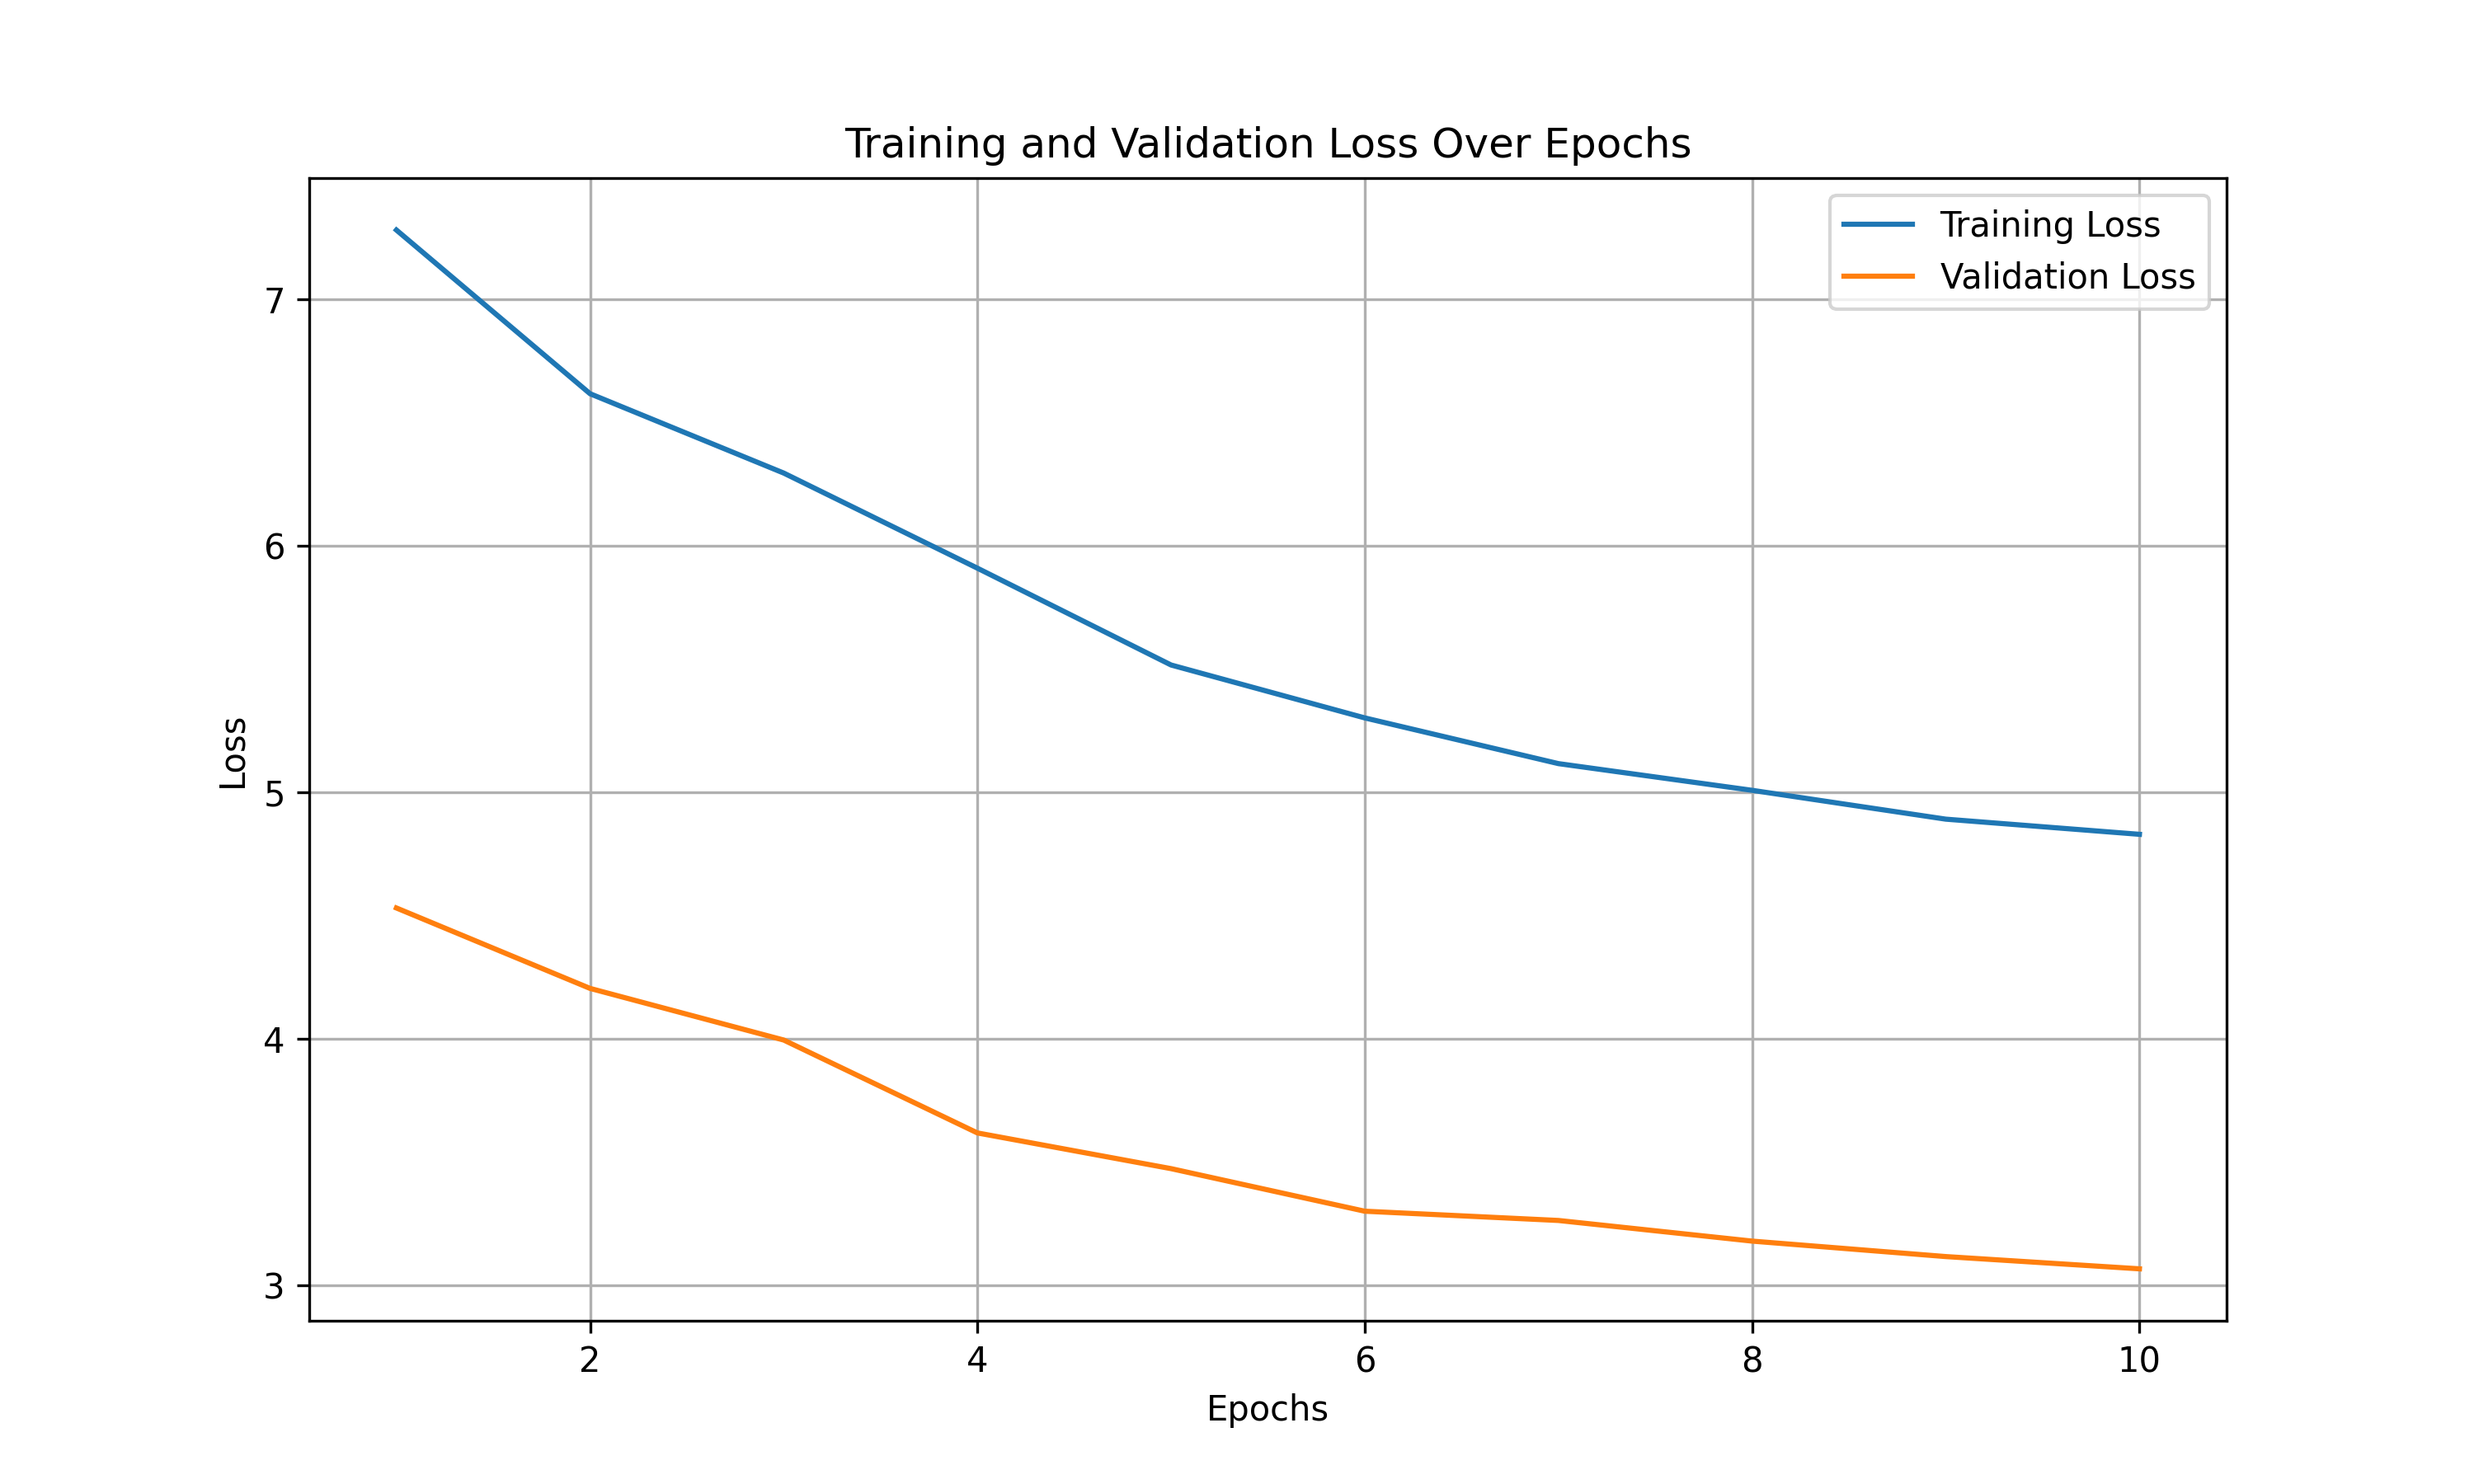 Training and Validation Loss Over Epochs
Training Loss
Validation Loss
7
6
5
4
3
Loss
2 4 6 8 10
Epochs